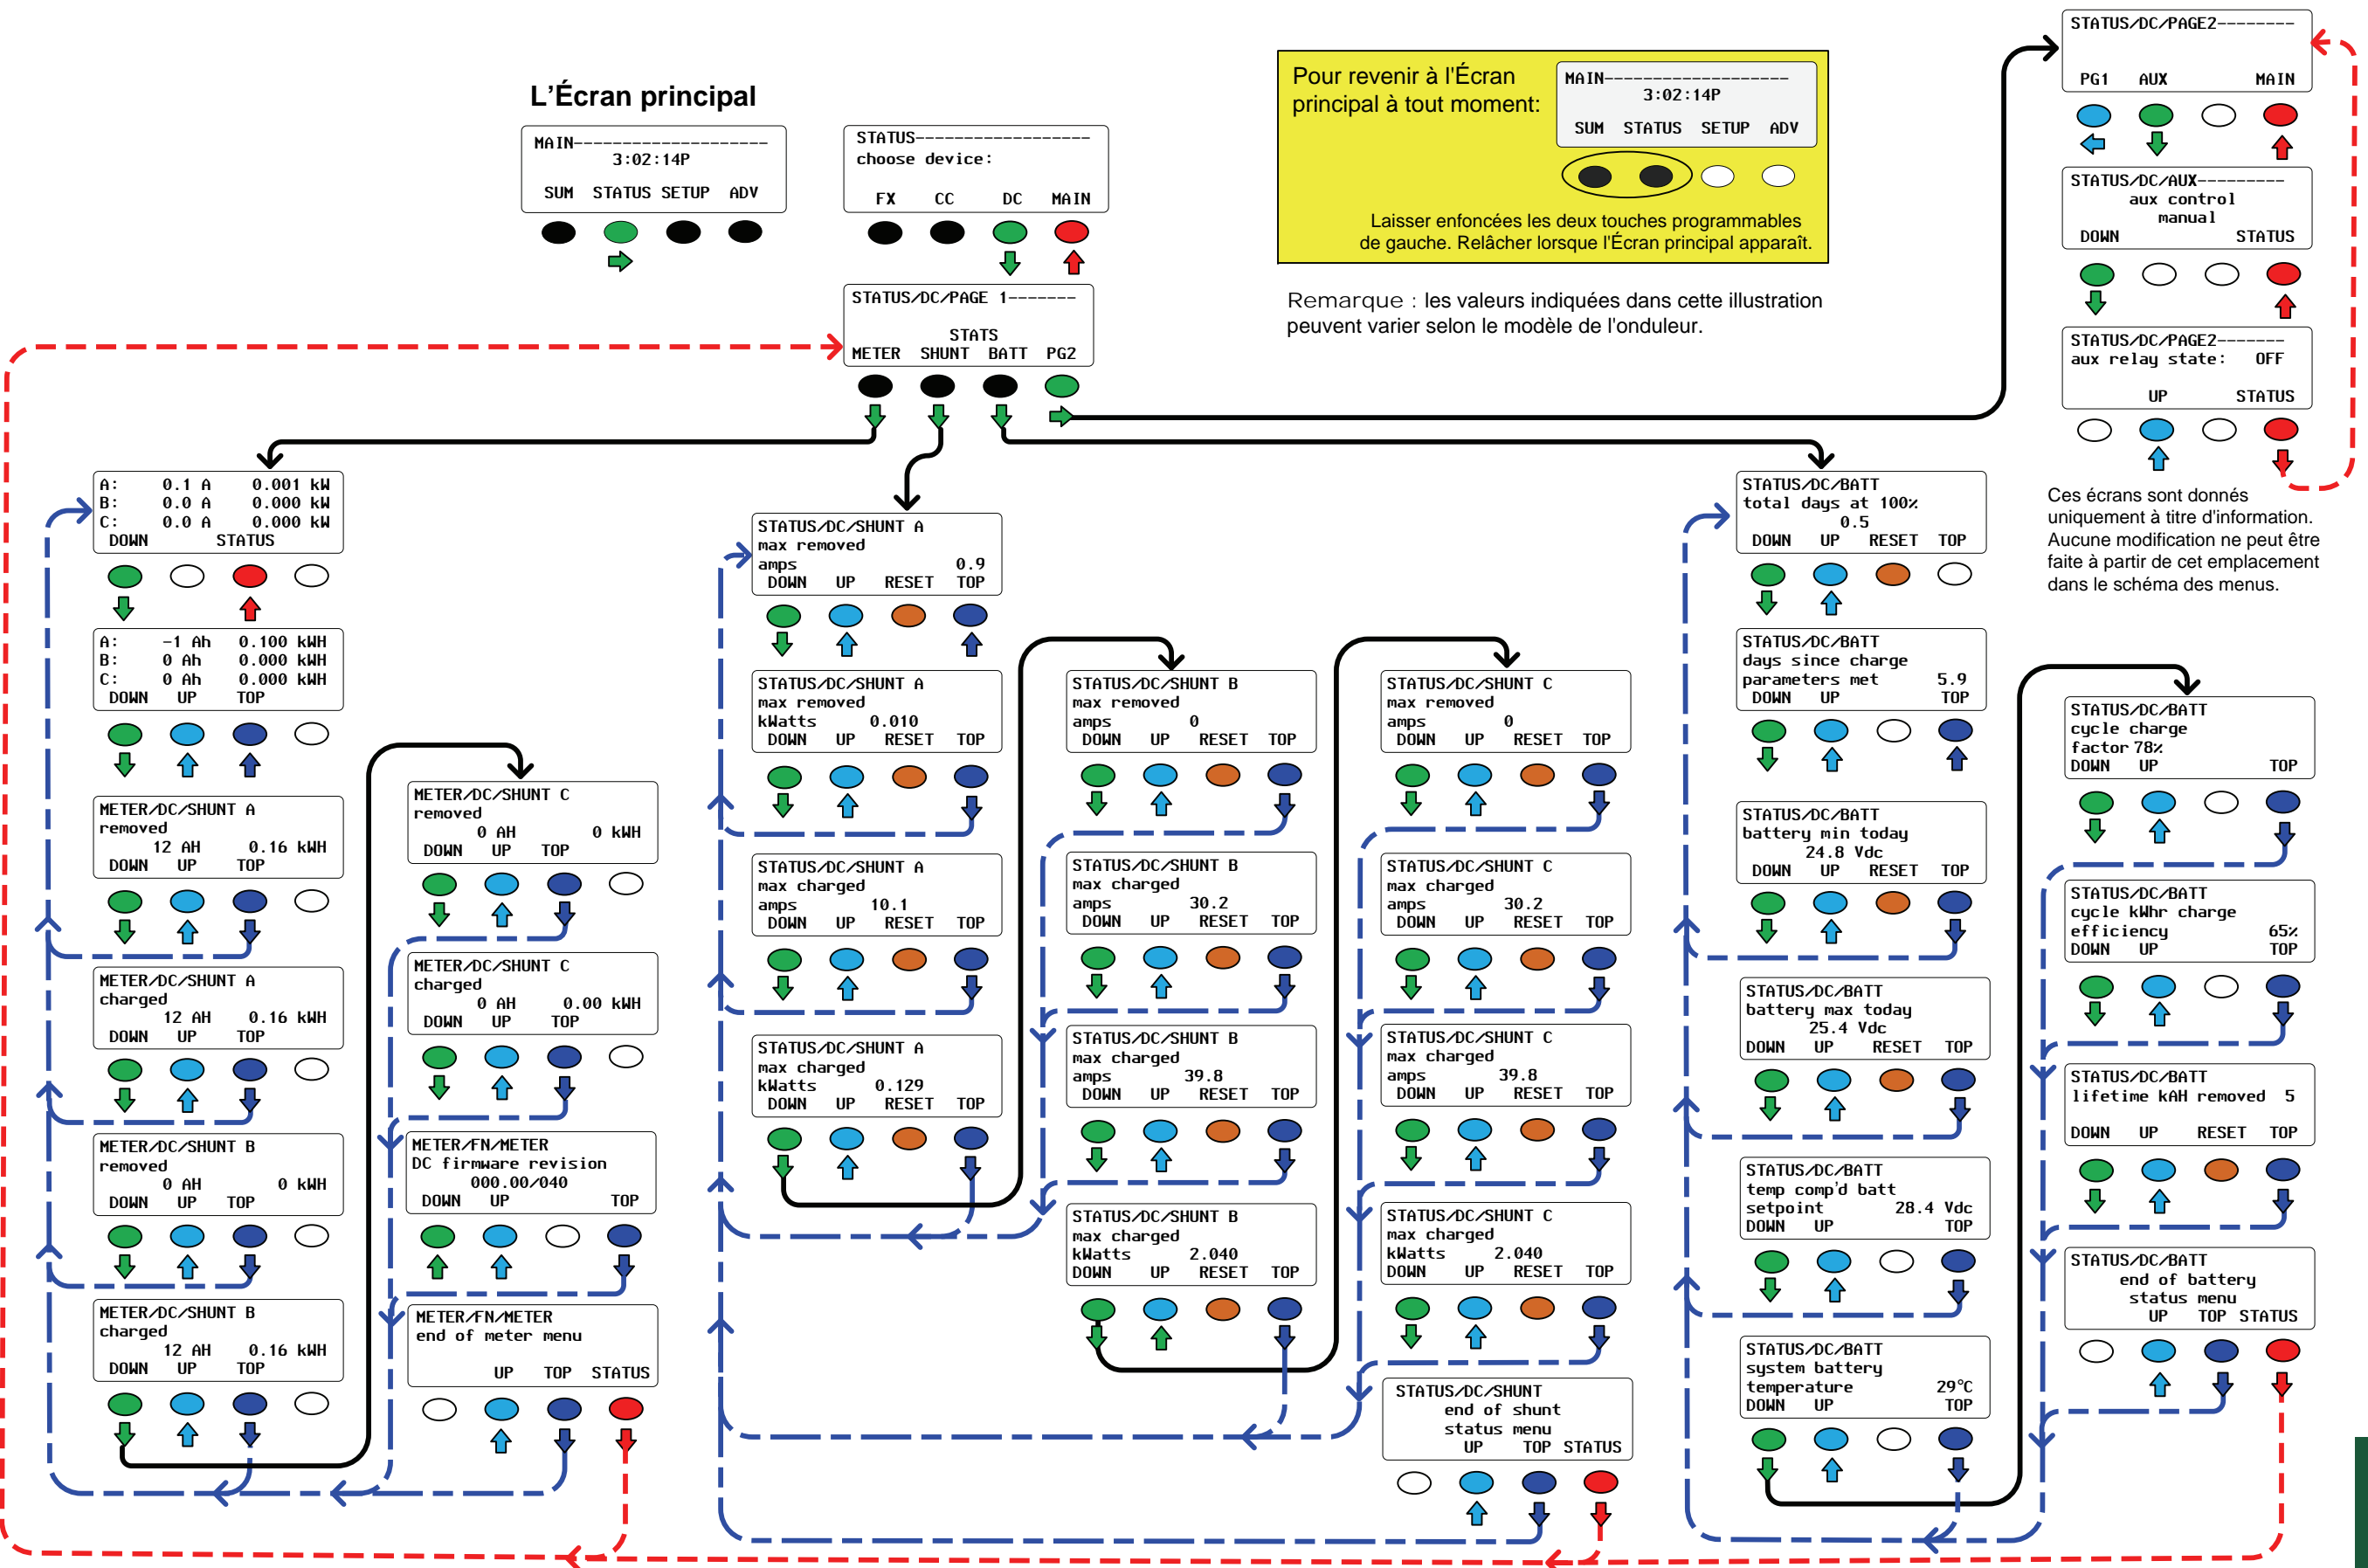 L'Écran principal
MAIN--------------------
3:02:14P
SUM STATUS SETUP ADV
STATUS------------------
choose device:
FX CC DC MAIN
STATUS/DC/PAGE 1-------
STATS
METER SHUNT BATT PG2
Pour revenir à l'Écran
principal à tout moment:
MAIN-------------------
3:02:14P
SUM STATUS SETUP ADV
Laisser enfoncées les deux touches programmables
de gauche. Relâcher lorsque l'Écran principal apparaît.
Remarque : les valeurs indiquées dans cette illustration
peuvent varier selon le modèle de l'onduleur.
STATUS/DC/PAGE2--------
PG1 AUX MAIN
STATUS/DC/AUX---------
aux control
manual
DOWN STATUS
STATUS/DC/PAGE2-------
aux relay state: OFF
UP STATUS
Ces écrans sont donnés
uniquement à titre d'information.
Aucune modification ne peut être
faite à partir de cet emplacement
dans le schéma des menus.
A: 0.1 A 0.001 kW
B: 0.0 A 0.000 kW
C: 0.0 A 0.000 kW
DOWN STATUS
A: -1 Ah 0.100 kWH
B: 0 Ah 0.000 kWH
C: 0 Ah 0.000 kWH
DOWN UP TOP
METER/DC/SHUNT A
removed
12 AH 0.16 kWH
DOWN UP TOP
METER/DC/SHUNT A
charged
12 AH 0.16 kWH
DOWN UP TOP
METER/DC/SHUNT B
removed
0 AH 0 kWH
DOWN UP TOP
METER/DC/SHUNT B
charged
12 AH 0.16 kWH
DOWN UP TOP
METER/DC/SHUNT C
removed
0 AH 0 kWH
DOWN UP TOP
METER/DC/SHUNT C
charged
0 AH 0.00 kWH
DOWN UP TOP
METER/FN/METER
DC firmware revision
000.00/040
DOWN UP TOP
METER/FN/METER
end of meter menu
UP TOP STATUS
STATUS/DC/SHUNT A
max removed
amps 0.9
DOWN UP RESET TOP
STATUS/DC/SHUNT A
max removed
kWatts 0.010
DOWN UP RESET TOP
STATUS/DC/SHUNT A
max charged
amps 10.1
DOWN UP RESET TOP
STATUS/DC/SHUNT A
max charged
kWatts 0.129
DOWN UP RESET TOP
STATUS/DC/SHUNT B
max removed
amps 0
DOWN UP RESET TOP
STATUS/DC/SHUNT B
max charged
amps 30.2
DOWN UP RESET TOP
STATUS/DC/SHUNT B
max charged
amps 39.8
DOWN UP RESET TOP
STATUS/DC/SHUNT B
max charged
kWatts 2.040
DOWN UP RESET TOP
STATUS/DC/SHUNT C
max removed
amps 0
DOWN UP RESET TOP
STATUS/DC/SHUNT C
max charged
amps 30.2
DOWN UP RESET TOP
STATUS/DC/SHUNT C
max charged
amps 39.8
DOWN UP RESET TOP
STATUS/DC/SHUNT C
max charged
kWatts 2.040
DOWN UP RESET TOP
STATUS/DC/SHUNT
end of shunt
status menu
UP TOP STATUS
STATUS/DC/BATT
total days at 100%
0.5
DOWN UP RESET TOP
STATUS/DC/BATT
days since charge
parameters met 5.9
DOWN UP TOP
STATUS/DC/BATT
battery min today
24.8 Vdc
DOWN UP RESET TOP
STATUS/DC/BATT
battery max today
25.4 Vdc
DOWN UP RESET TOP
STATUS/DC/BATT
temp comp'd batt
setpoint 28.4 Vdc
DOWN UP TOP
STATUS/DC/BATT
system battery
temperature 29°C
DOWN UP TOP
STATUS/DC/BATT
cycle charge
factor 78%
DOWN UP TOP
STATUS/DC/BATT
cycle kWhr charge
efficiency 65%
DOWN UP TOP
STATUS/DC/BATT
lifetime kAH removed 5
DOWN UP RESET TOP
STATUS/DC/BATT
end of battery
status menu
UP TOP STATUS